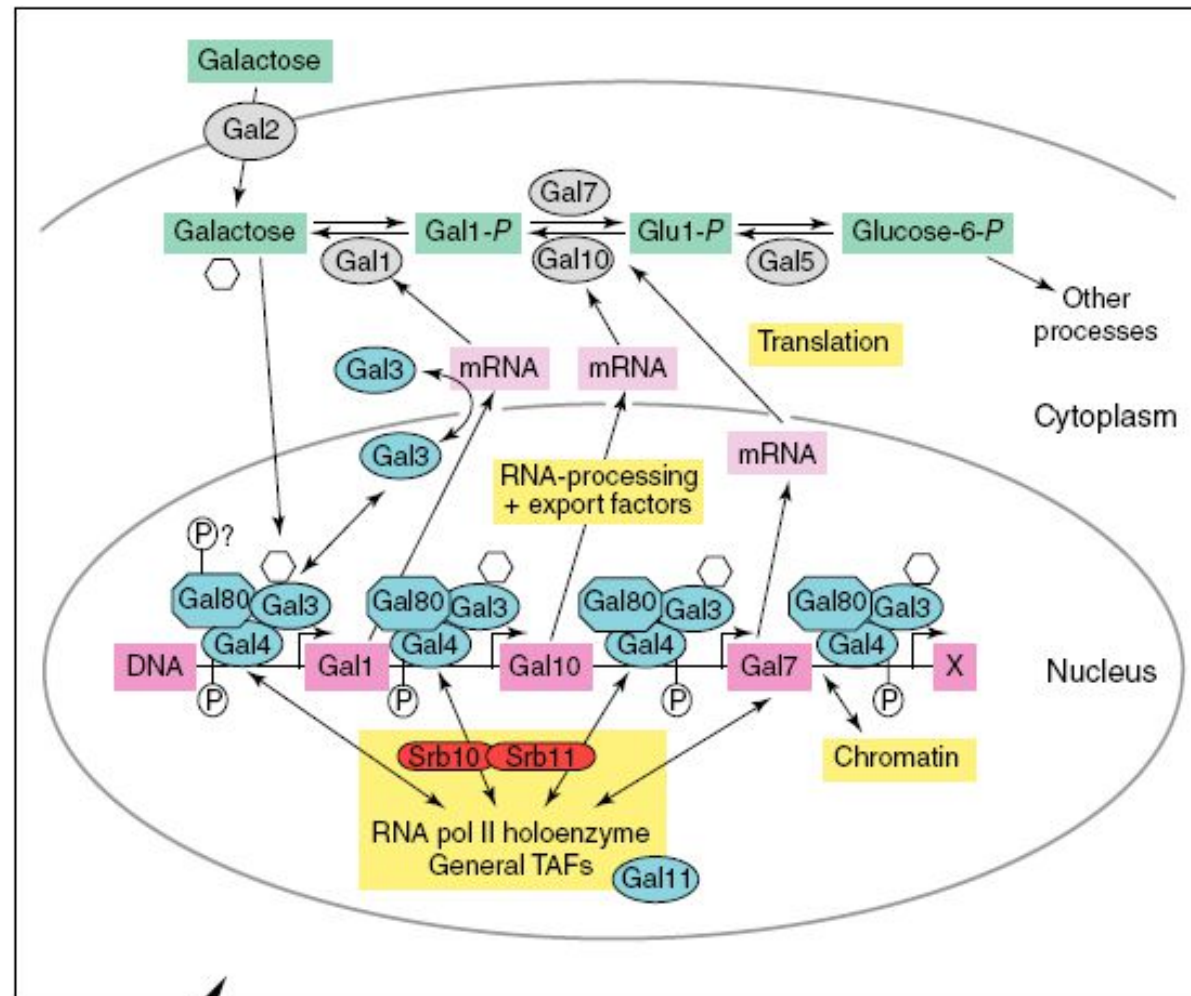 Galactose
Gal2
Gal7
Galactose
Gal1-P
Glu1-P
Glucose-6-P
Gal1
Gal10
Gal5
Other
processes
Translation
Gal3
mRNA
mRNA
Cytoplasm
Gal3
mRNA
RNA-processing
+ export factors
P ?
Gal80 Gal3
Gal80 Gal3
Gal80 Gal3
Gal80 Gal3
Gal4
Gal4
Gal4
Gal4
DNA
Gal1
Gal10
Gal7
X
Nucleus
P
P
P
P
Srb10 Srb11
Chromatin
RNA pol II holoenzyme
General TAFs
Gal11